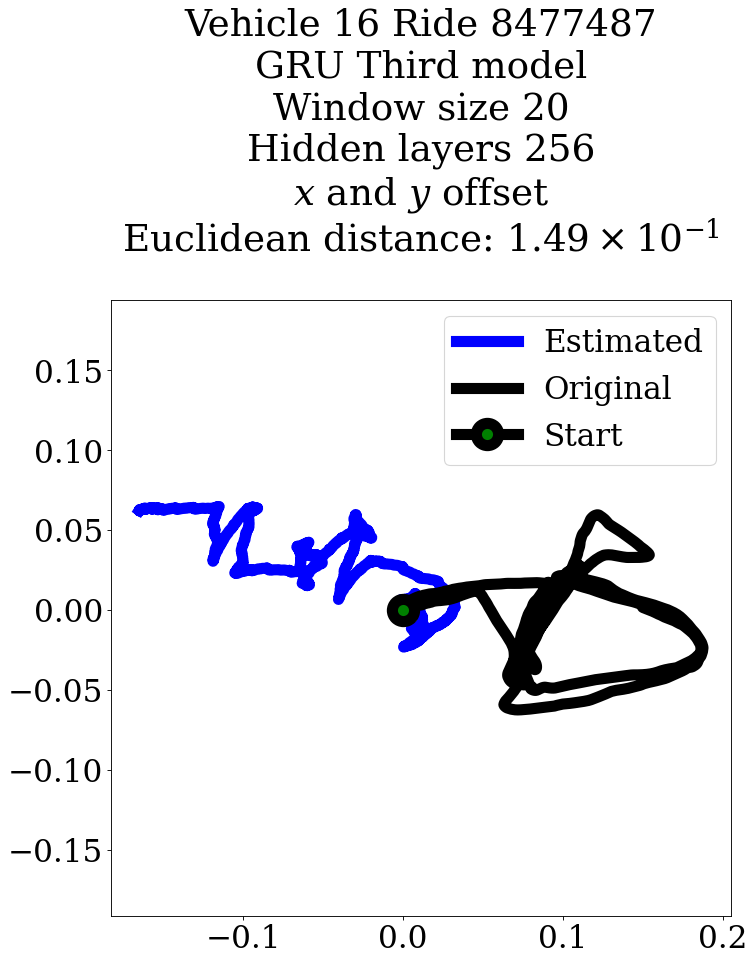 Vehicle 16 Ride 8477487
GRU Third model
Window size 20
Hidden layers 256
x and y offset
Euclidean distance: 1.49 × 10⁻¹
Estimated
Original
Start
0.15
0.10
0.05
0.00
−0.05
−0.10
−0.15
−0.1
0.0
0.1
0.2